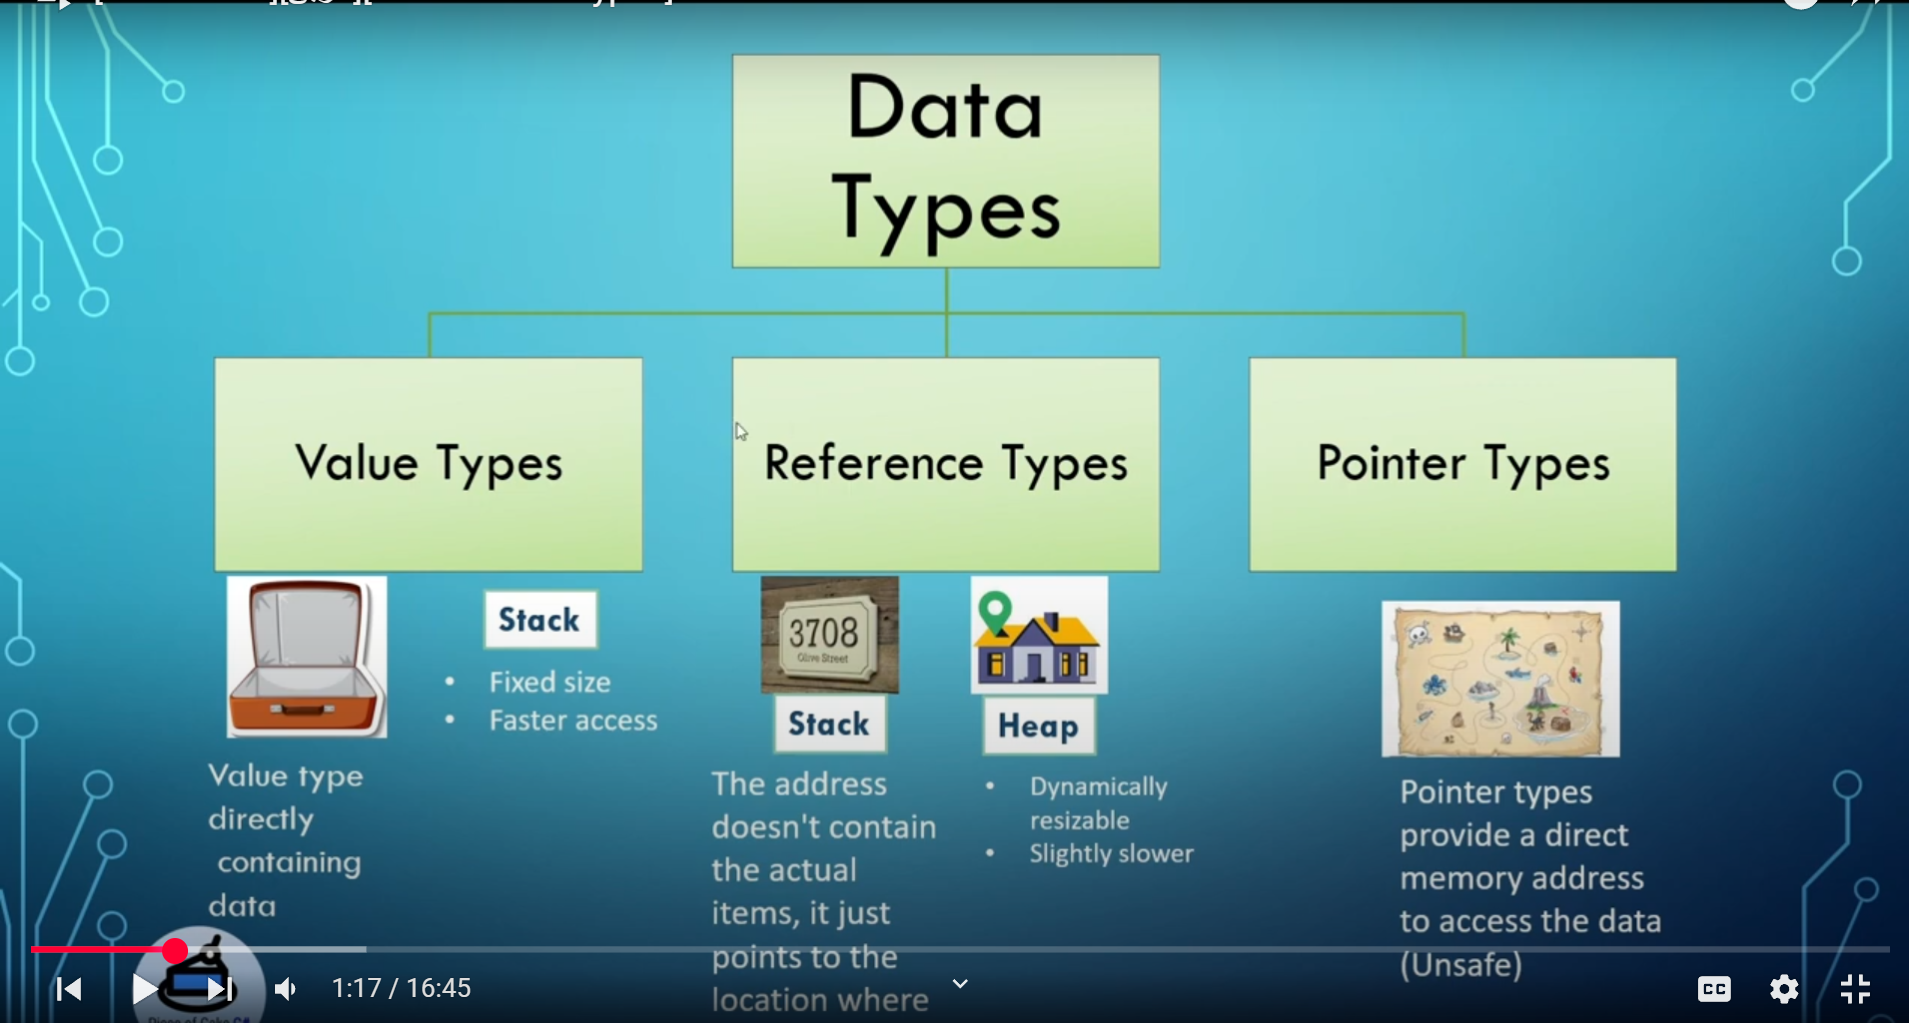 Data
Types
Value Types
Reference Types
Pointer Types
Stack
Fixed size
Faster access
Value type
directly
containing
data
3708
Olive Street
Stack
The address
doesn't contain
the actual
items, it just
points to the
location where
Heap
Dynamically
resizable
Slightly slower
Pointer types
provide a direct
memory address
to access the data
(Unsafe)
1:17 / 16:45
CC